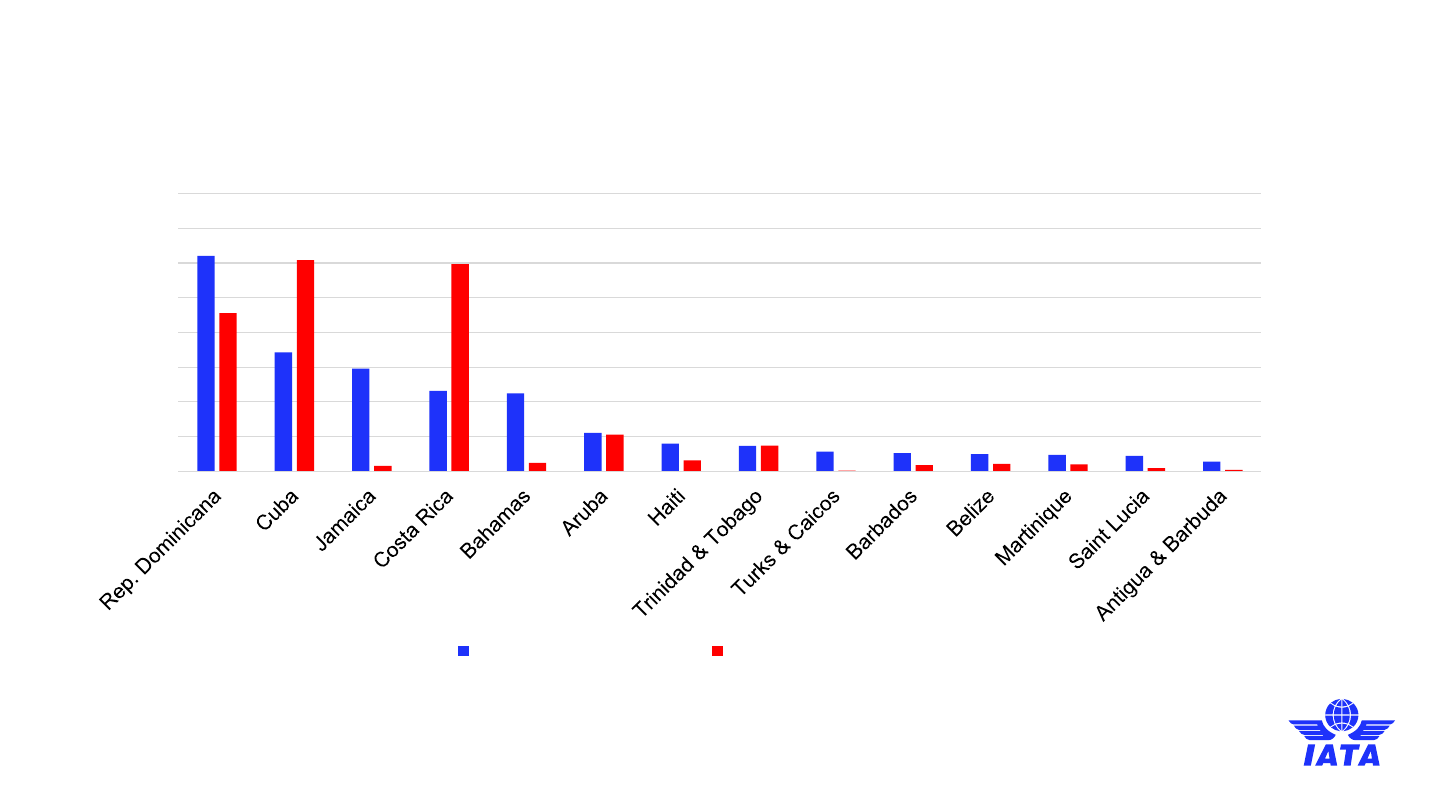 Rep. Dominicana
Cuba
Jamaica
Costa Rica
Bahamas
Aruba
Haiti
Trinidad & Tobago
Turks & Caicos
Barbados
Belize
Martinique
Saint Lucia
Antigua & Barbuda
IATA